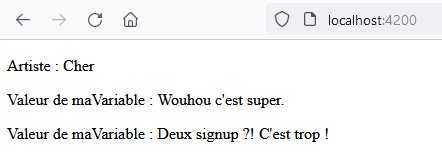 localhost:4200
Artiste : Cher
Valeur de maVariable : Wouhou c'est super.
Valeur de maVariable : Deux signup ?! C'est trop !